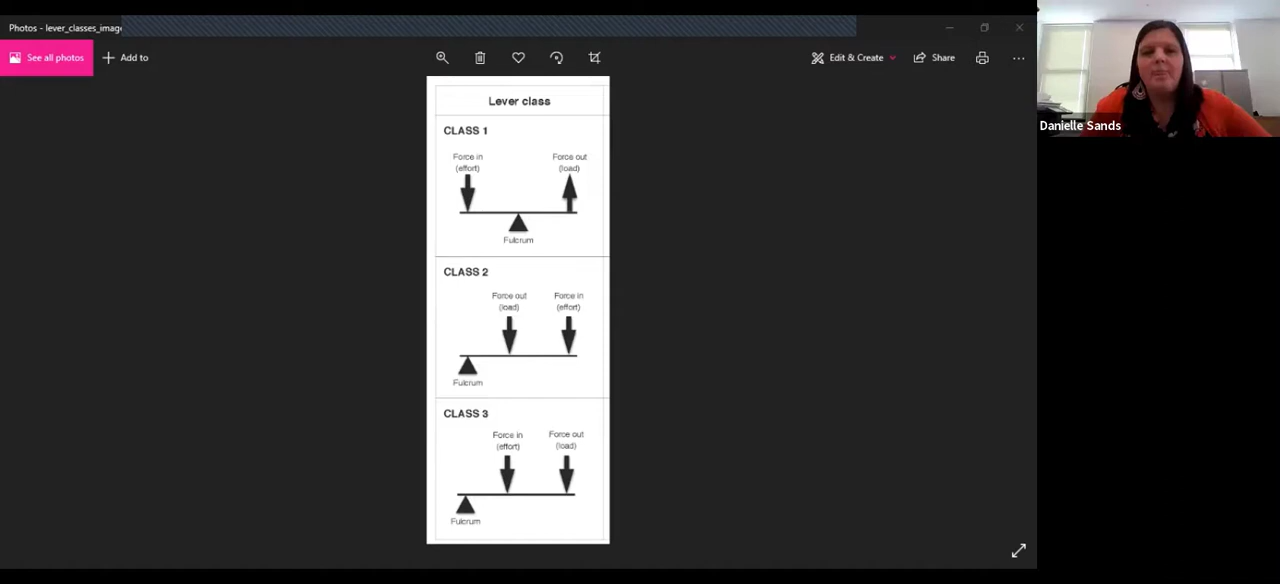 Photos - lever_classes_imag
See all photos
Add to
Edit & Create
Share
Lever class
CLASS 1
Force in
(effort)
Force out
(load)
Fulcrum
CLASS 2
Force out
(load)
Force in
(effort)
Fulcrum
CLASS 3
Force in
(effort)
Force out
(load)
Fulcrum
Danielle Sands